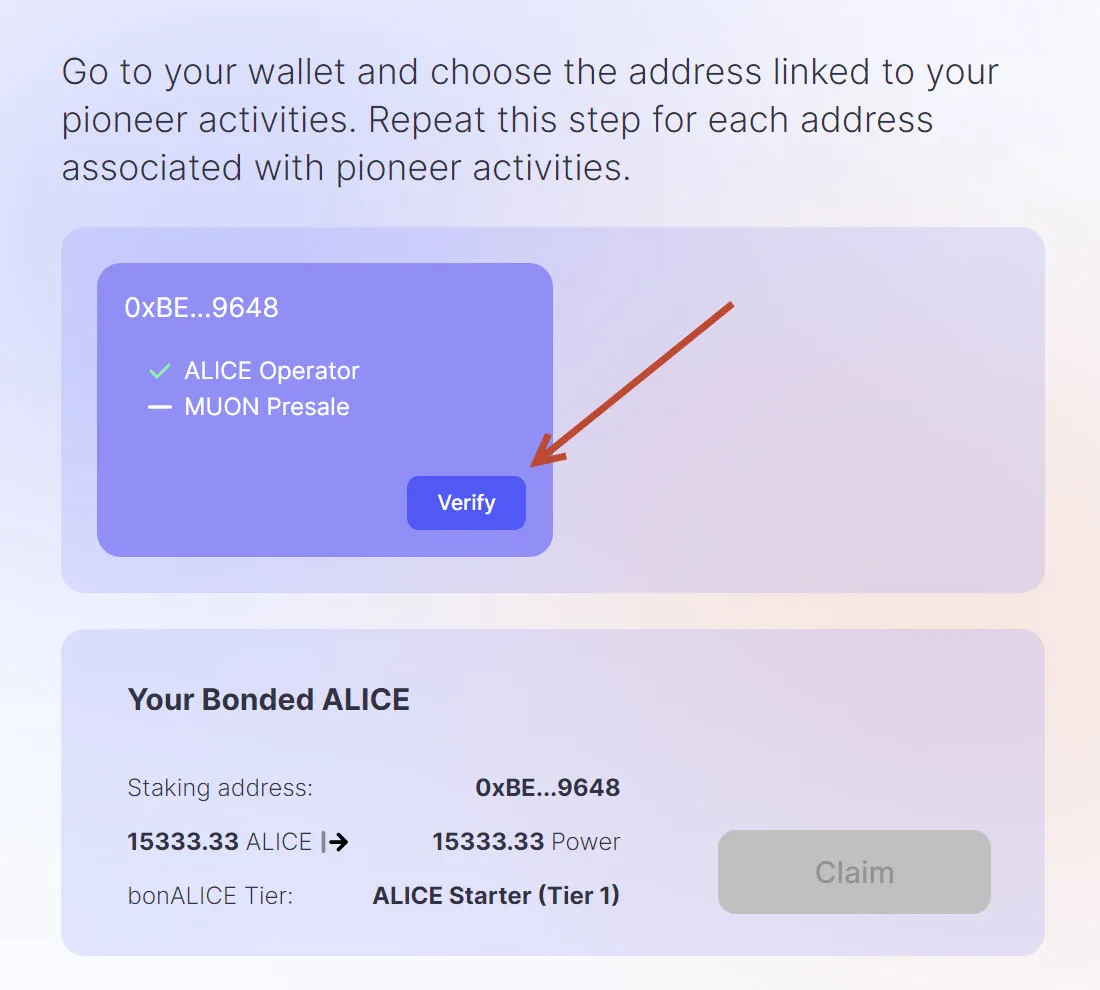 Go to your wallet and choose the address linked to your
pioneer activities. Repeat this step for each address
associated with pioneer activities.
0xBE...9648
ALICE Operator
MUON Presale
Verify
Your Bonded ALICE
Staking address: 0xBE...9648
15333.33 ALICE 15333.33 Power
bonALICE Tier: ALICE Starter (Tier 1)
Claim